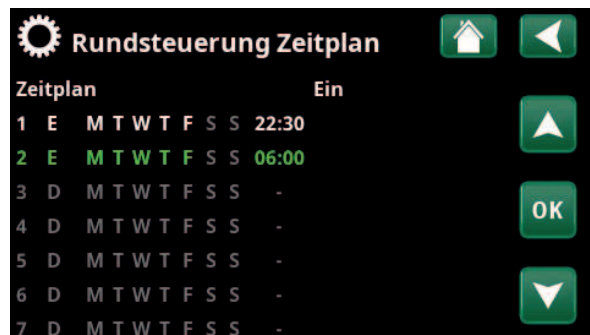 Rundsteuerung Zeitplan
Zeitplan Ein
1 E M T W T F S S 22:30
2 E M T W T F S S 06:00
3 D M T W T F S S -
4 D M T W T F S S -
OK
5 D M T W T F S S -
6 D M T W T F S S -
7 D M T W T F S S -